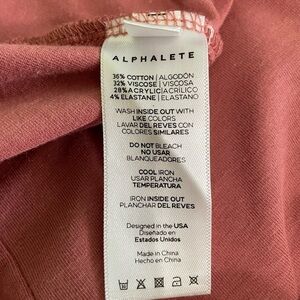 ALPHALETE
36% COTTON | ALGODÓN
32% VISCOSE | VISCOSA
28% ACRYLIC | ACRÍLICO
4% ELASTANE | ELASTANO
WASH INSIDE OUT WITH
LIKE COLORS
LAVAR DEL REVES CON
COLORES SIMILARES
DO NOT BLEACH
NO USAR
BLANQUEADORES
COOL IRON
USAR PLANCHA
TEMPERATURA
IRON INSIDE OUT
PLANCHAR DEL REVES
Designed in the USA
Diseñado en
Estados Unidos
Made in China
Hecho en China